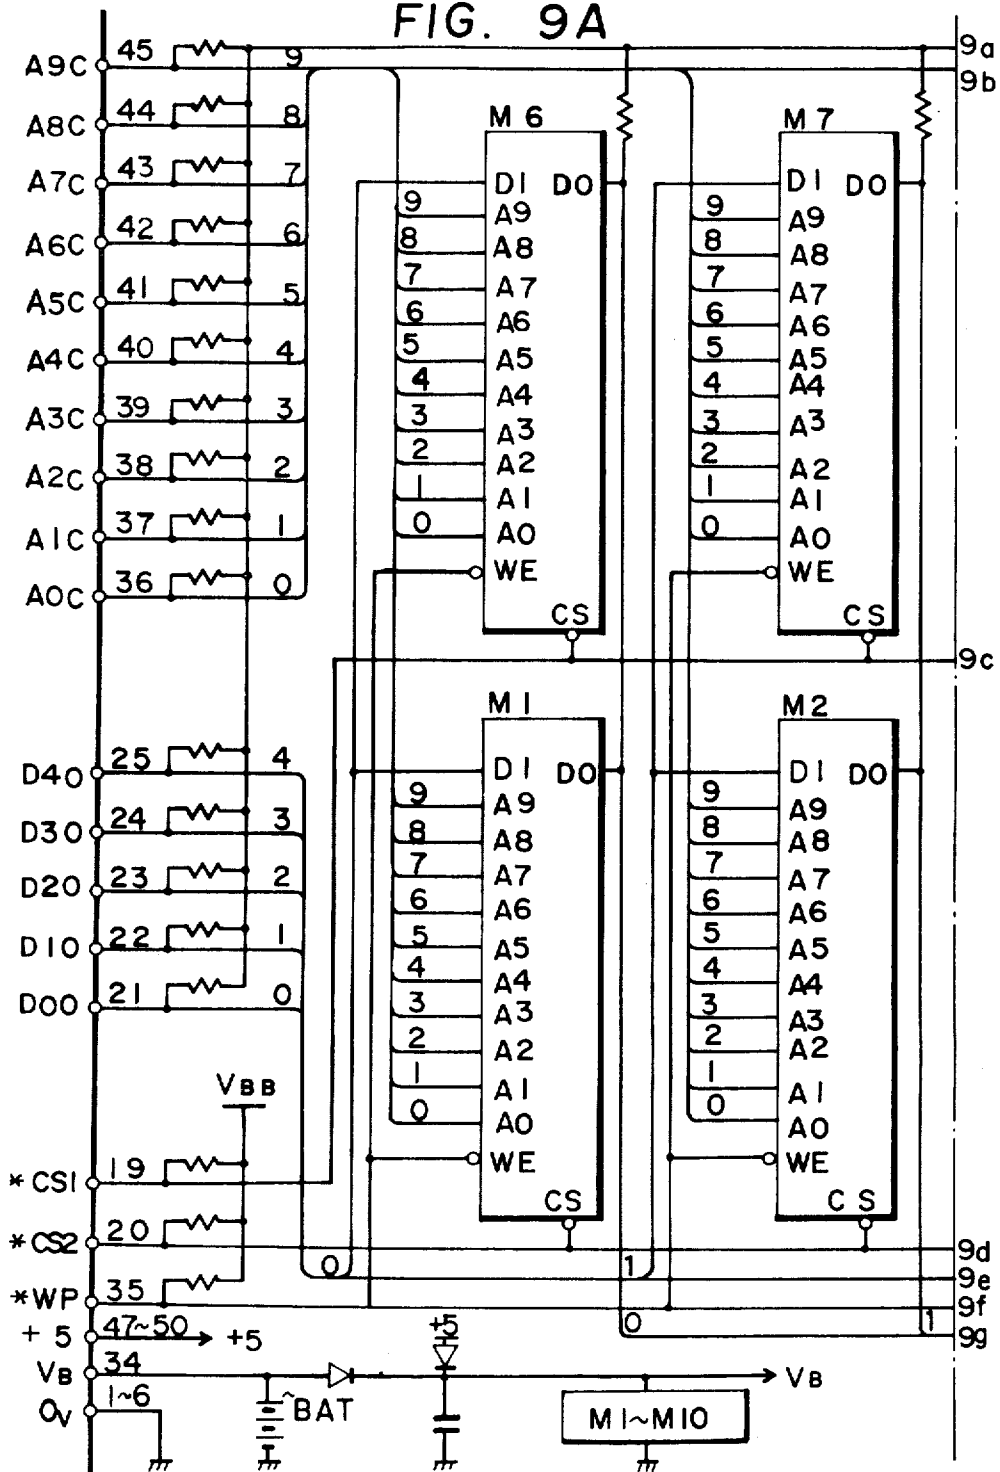 FIG. 9A
A9C 45 9 9a
9b
A8C 44 8
M6 M7
A7C 43 7
DI DO DI DO
9 A9 9 A9
A6C 42 6
8 A8 8 A8
A5C 41 5
7 A7 7 A7
6 A6 6 A6
A4C 40 4
5 A5 5 A5
4 A4 4 A4
A3C 39 3
3 A3 3 A3
A2C 38 2
2 A2 2 A2
1 A1 1 A1
A1C 37 1
0 A0 0 A0
A0C 36 0
WE WE
CS CS
9c
M1 M2
D40 25 4
DI DO DI DO
9 A9 9 A9
D30 24 3
8 A8 8 A8
7 A7 7 A7
D20 23 2
6 A6 6 A6
D10 22 1
5 A5 5 A5
4 A4 4 A4
D00 21 0
3 A3 3 A3
2 A2 2 A2
VBB
1 A1 1 A1
0 A0 0 A0
WE WE
*CS1 19
CS CS
*CS2 20 9d
0 1 9e
*WP 35 9f
+5 47~50 +5 +5 0 1 9g
VB 34 VB
0V 1~6
~BAT M1~M10